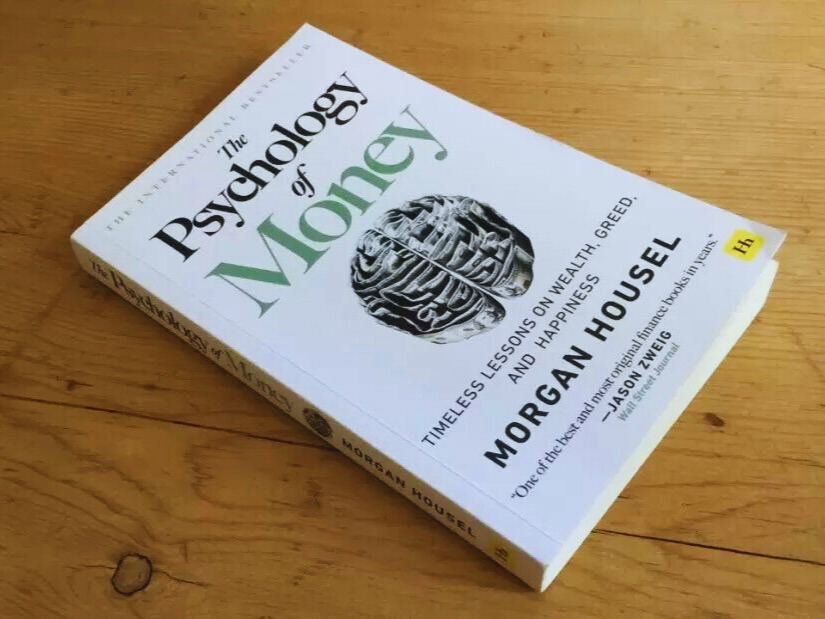 THE INTERNATIONAL BESTSELLER
The
Psychology
of
Money
TIMELESS LESSONS ON WEALTH, GREED,
AND HAPPINESS
MORGAN HOUSEL
"One of the best and most original finance books in years."
—JASON ZWEIG
Wall Street Journal
Hh
The Psychology of Money MORGAN HOUSEL Hh